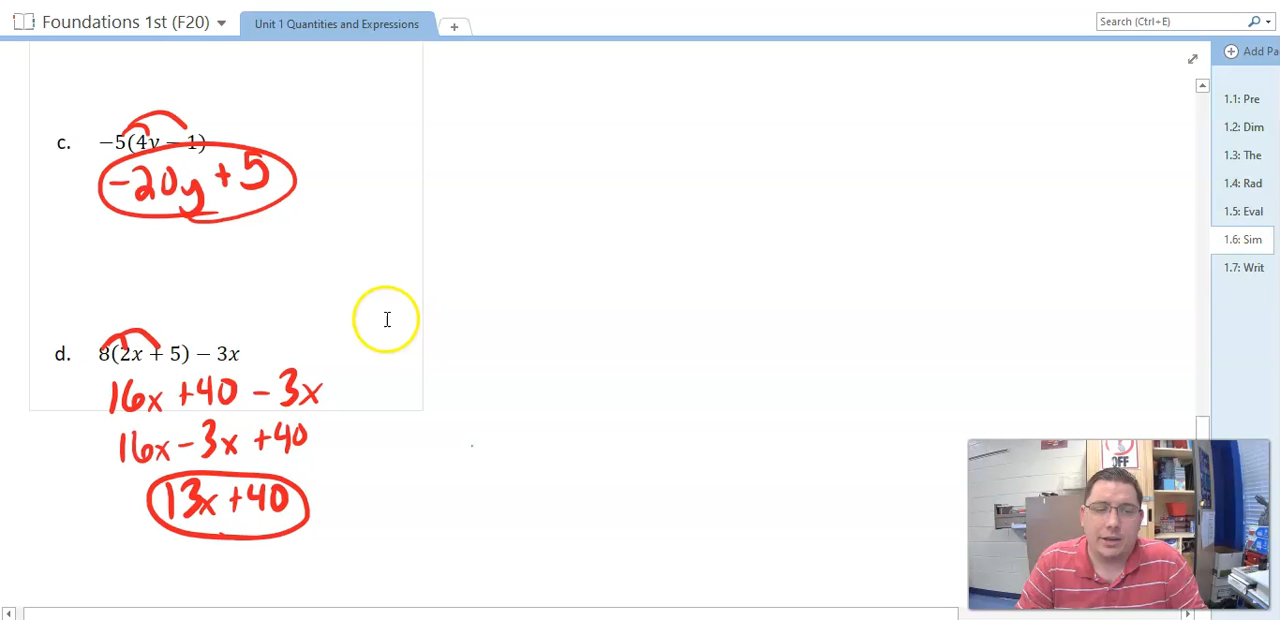 Foundations 1st (F20)
Unit 1 Quantities and Expressions
+
Search (Ctrl+E)
Add Pa
1.1: Pre
1.2: Dim
1.3: The
1.4: Rad
1.5: Eval
1.6: Sim
1.7: Writ
c. −5(4y − 1)
-20y + 5
d. 8(2x + 5) − 3x
16x + 40 - 3x
16x - 3x + 40
13x + 40
OFF